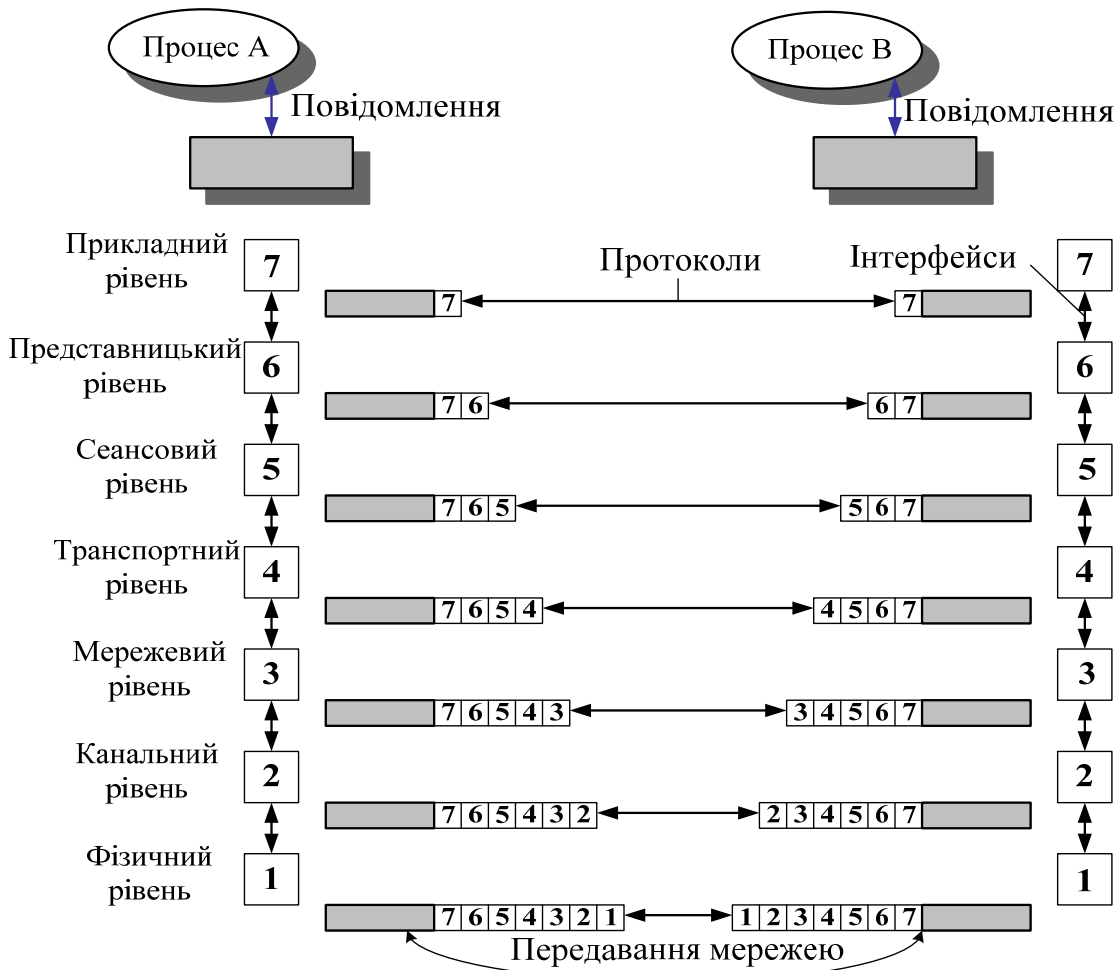 Процес А
Процес В
Повідомлення
Повідомлення
Прикладний
рівень
7
Протоколи
Інтерфейси
7
7
7
Представницький
рівень
6
6
7 6
6 7
Сеансовий
рівень
5
5
7 6 5
5 6 7
Транспортний
рівень
4
4
7 6 5 4
4 5 6 7
Мережевий
рівень
3
3
7 6 5 4 3
3 4 5 6 7
Канальний
рівень
2
2
7 6 5 4 3 2
2 3 4 5 6 7
Фізичний
рівень
1
1
7 6 5 4 3 2 1
1 2 3 4 5 6 7
Передавання мережею